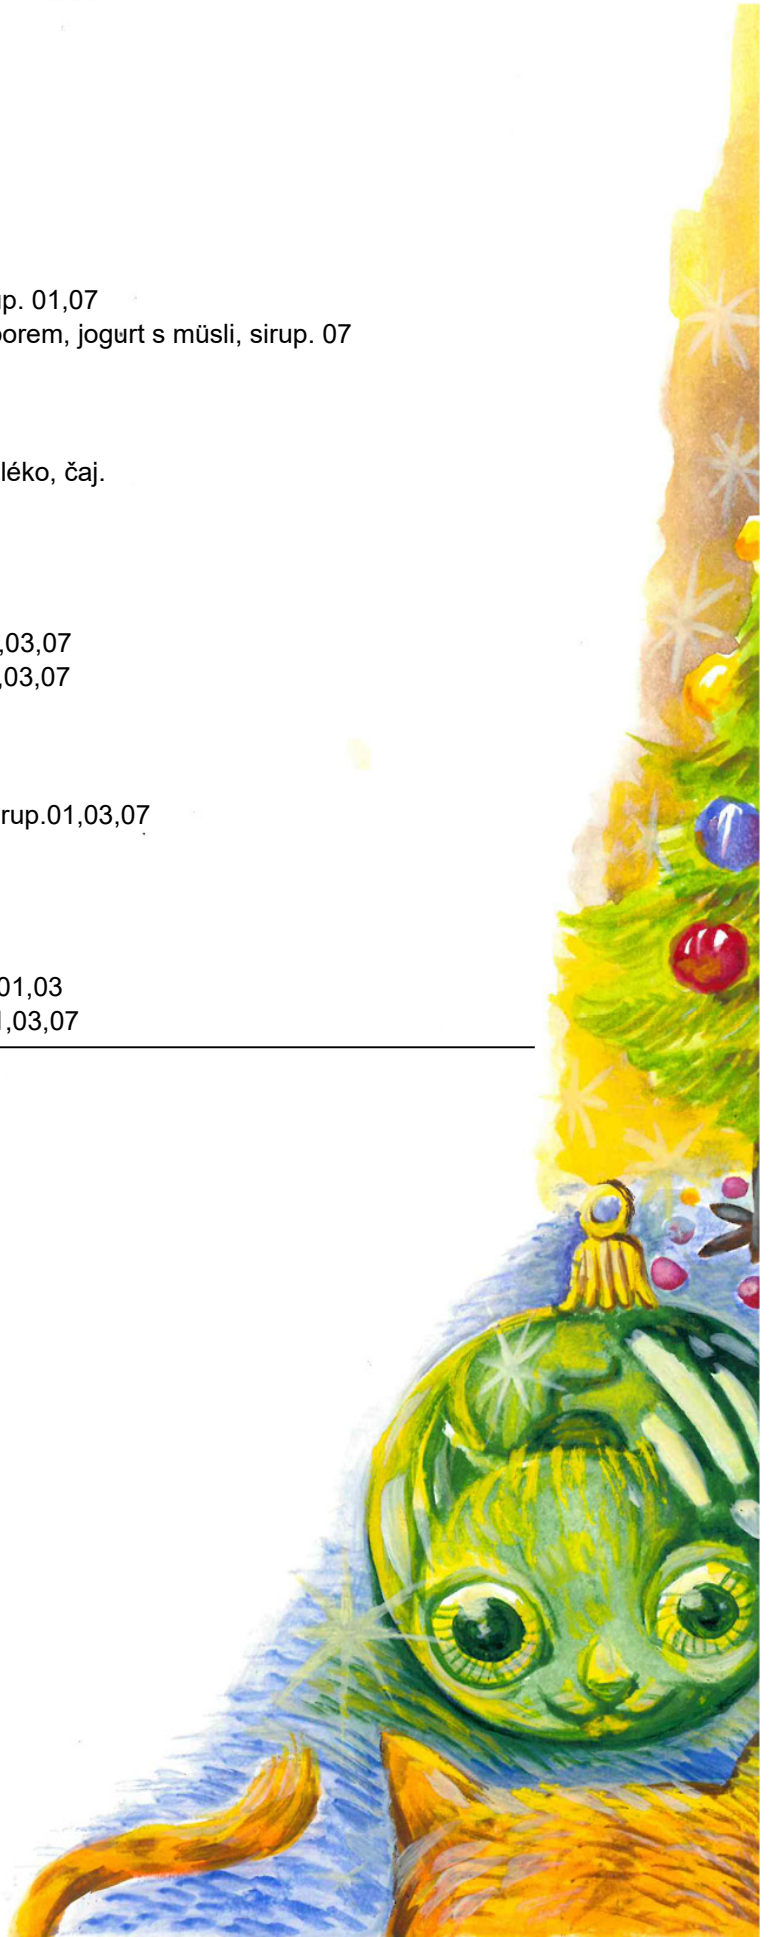 p. 01,07
orem, jogurt s müsli, sirup. 07
léko, čaj.
,03,07
,03,07
rup.01,03,07
01,03
,03,07